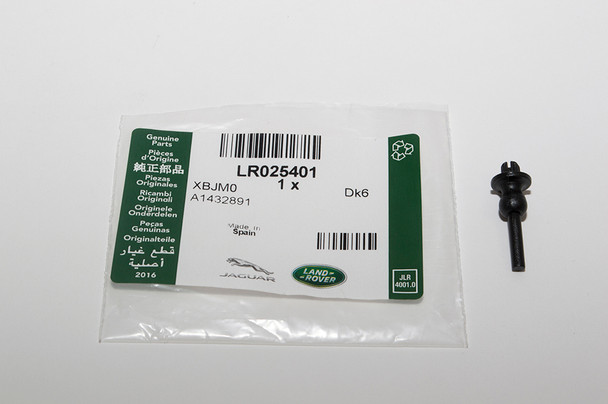 Genuine
Parts
Pièces
d'Origine
純正部品
Piezas
Originales
Ricambi
Originali
Originele
Onderdelen
Peças
Genuinas
Originalteile
قطع غيار
أصلية
2016
LR025401
1 x
XBJM0
A1432891
Dk6
Made in
Spain
JAGUAR
LAND-
ROVER
JLR
4001.0